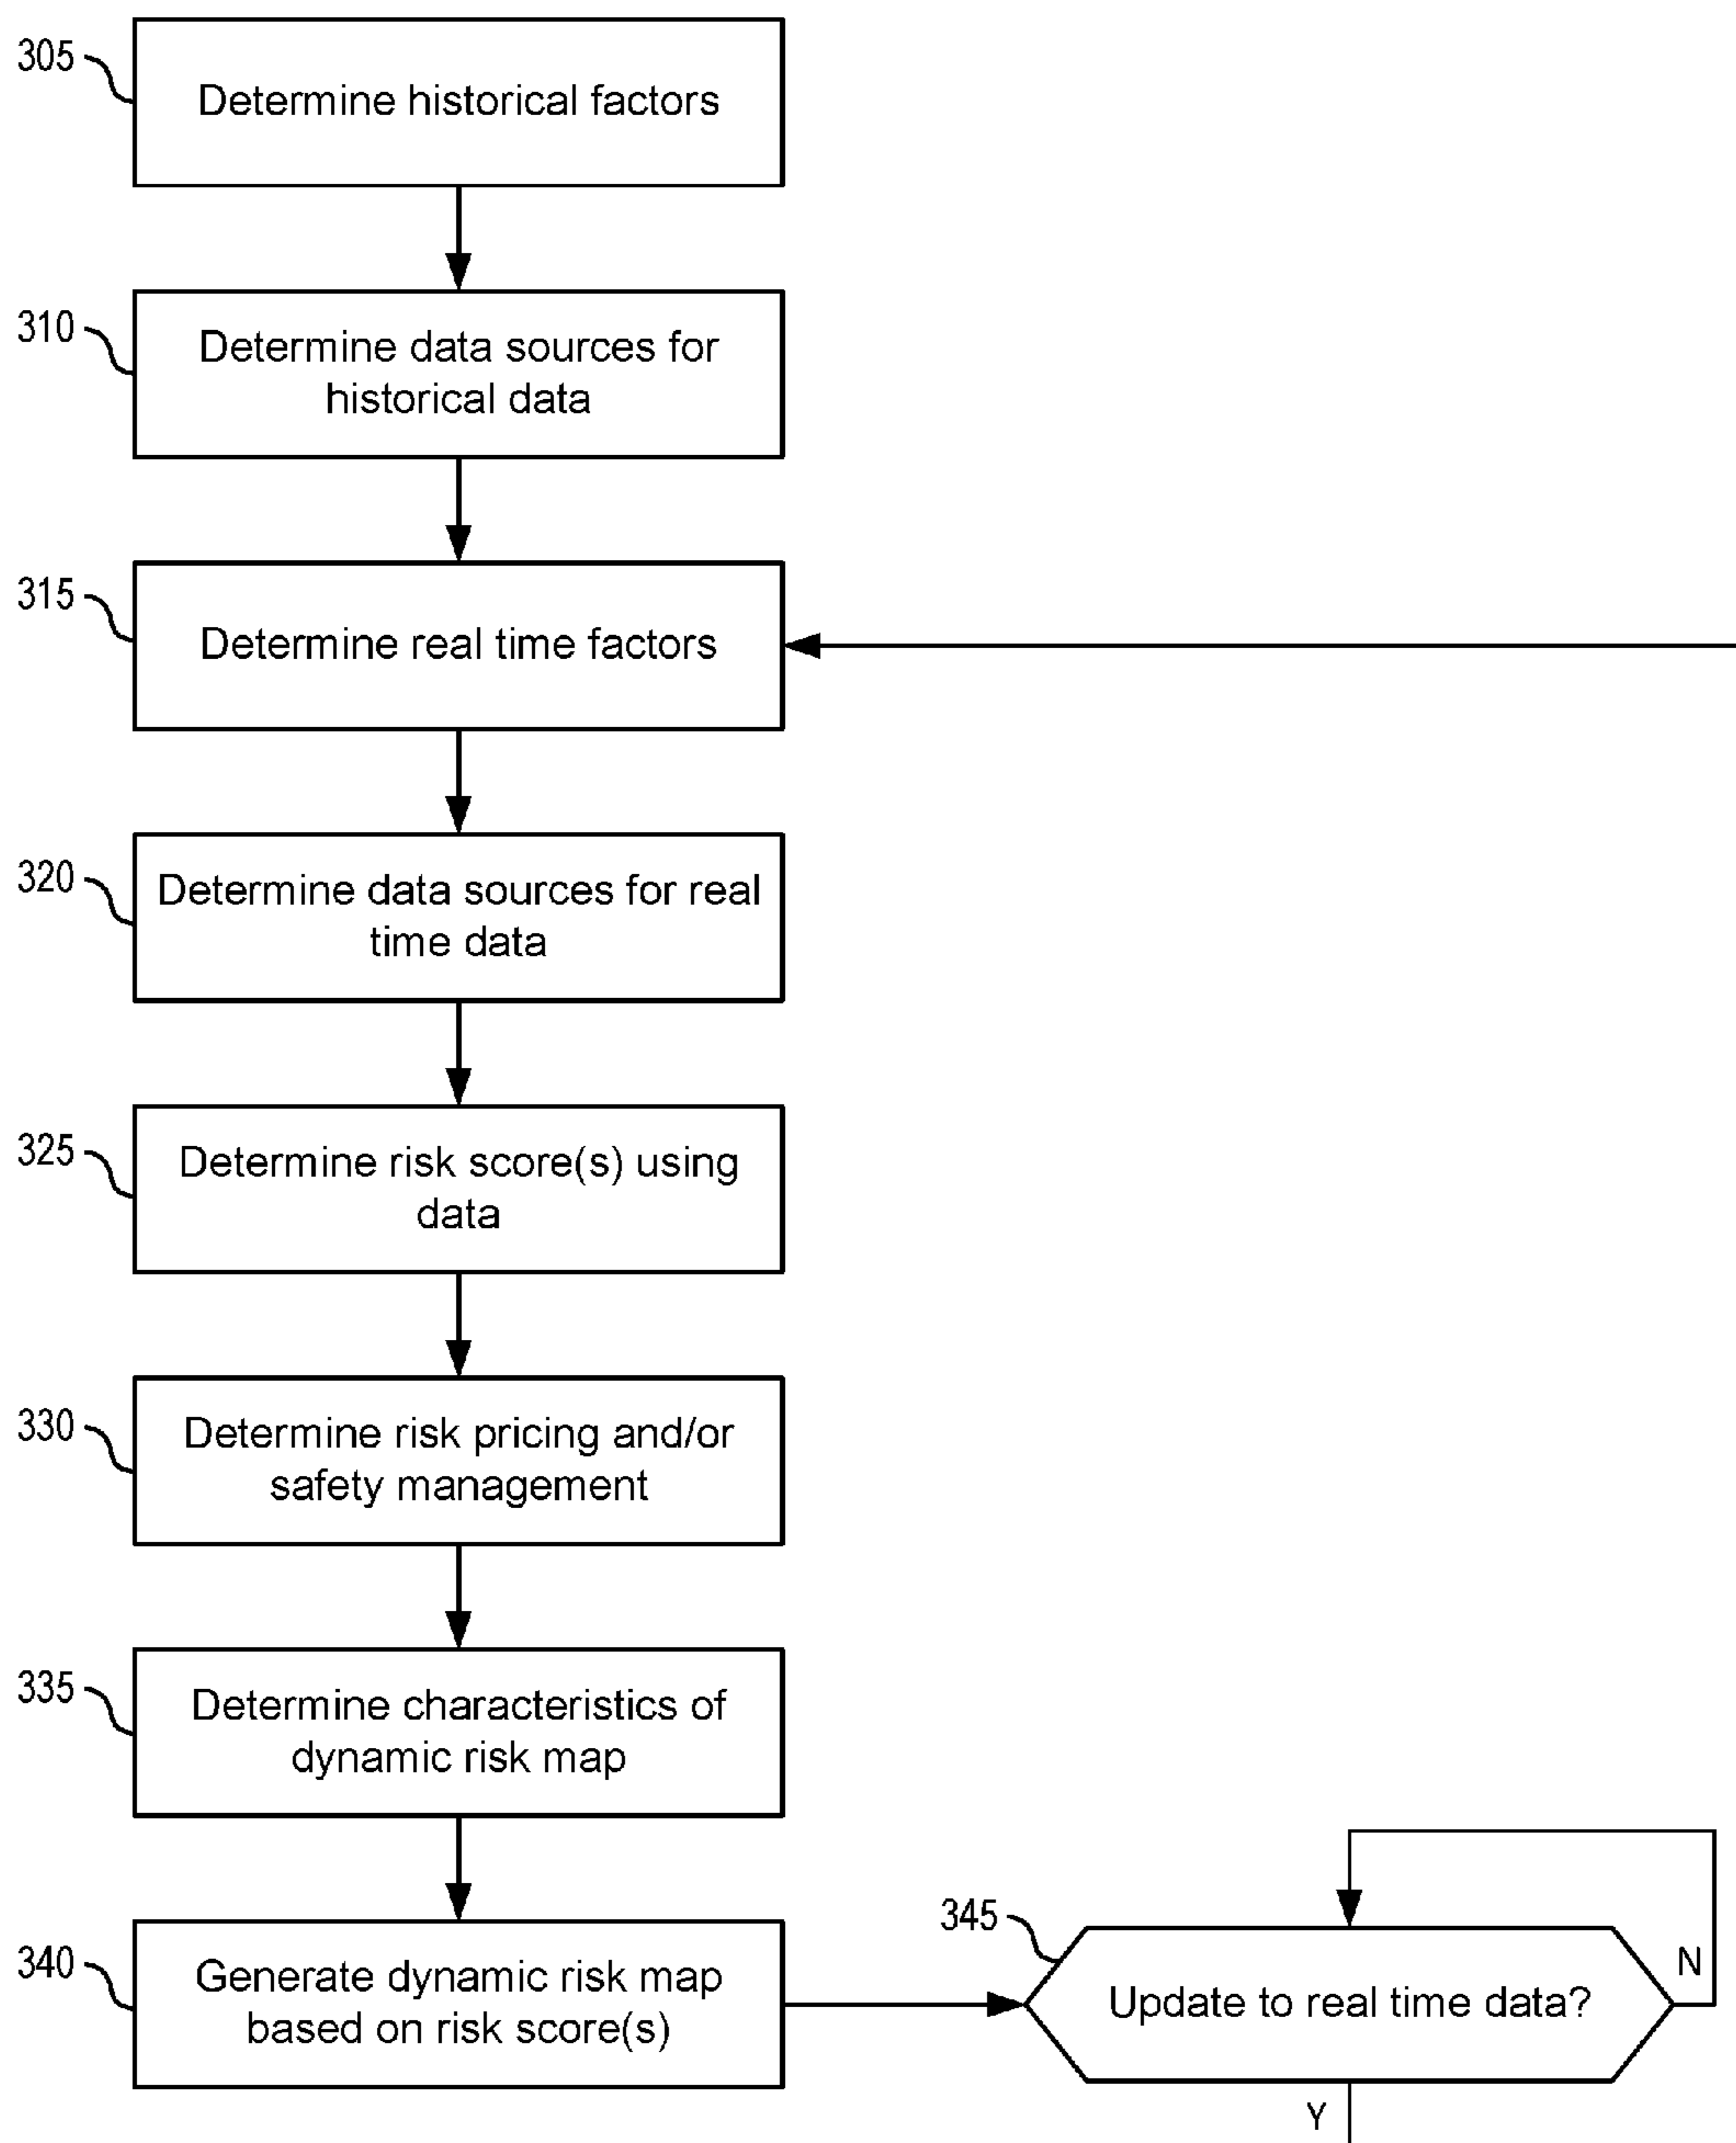 305
Determine historical factors
310
Determine data sources for
historical data
315
Determine real time factors
320
Determine data sources for real
time data
325
Determine risk score(s) using
data
330
Determine risk pricing and/or
safety management
335
Determine characteristics of
dynamic risk map
340
Generate dynamic risk map
based on risk score(s)
345
Update to real time data?
N
Y